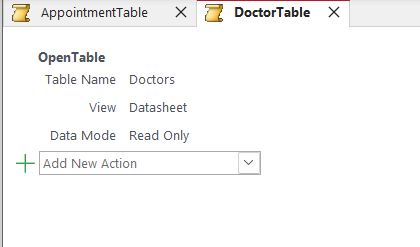 AppointmentTable DoctorTable
OpenTable
Table Name Doctors
View Datasheet
Data Mode Read Only
Add New Action